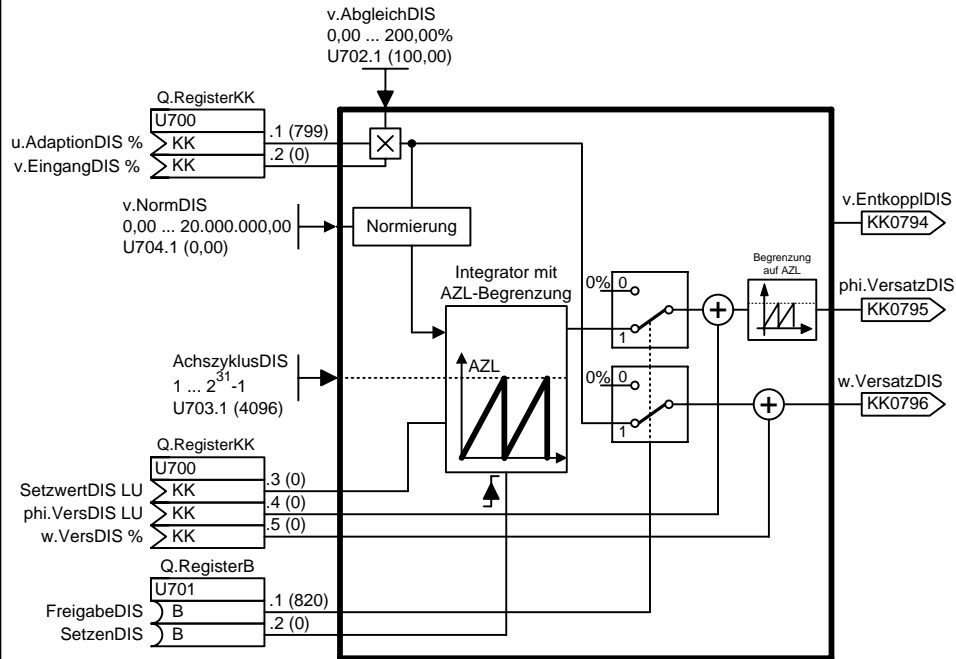 v.AbgleichDIS
0,00 ... 200,00%
U702.1 (100,00)
Q.RegisterKK
U700
u.AdaptionDIS % KK .1 (799)
v.EingangDIS % KK .2 (0)
v.NormDIS
0,00 ... 20.000.000,00
U704.1 (0,00)
Normierung
v.EntkopplDIS
KK0794
Integrator mit
AZL-Begrenzung
AZL
0% 0
1
Begrenzung
auf AZL
phi.VersatzDIS
KK0795
AchszyklusDIS
1 ... 2^31-1
U703.1 (4096)
0% 0
1
w.VersatzDIS
KK0796
Q.RegisterKK
U700
SetzwertDIS LU KK .3 (0)
phi.VersDIS LU KK .4 (0)
w.VersDIS % KK .5 (0)
Q.RegisterB
U701
FreigabeDIS B .1 (820)
SetzenDIS B .2 (0)